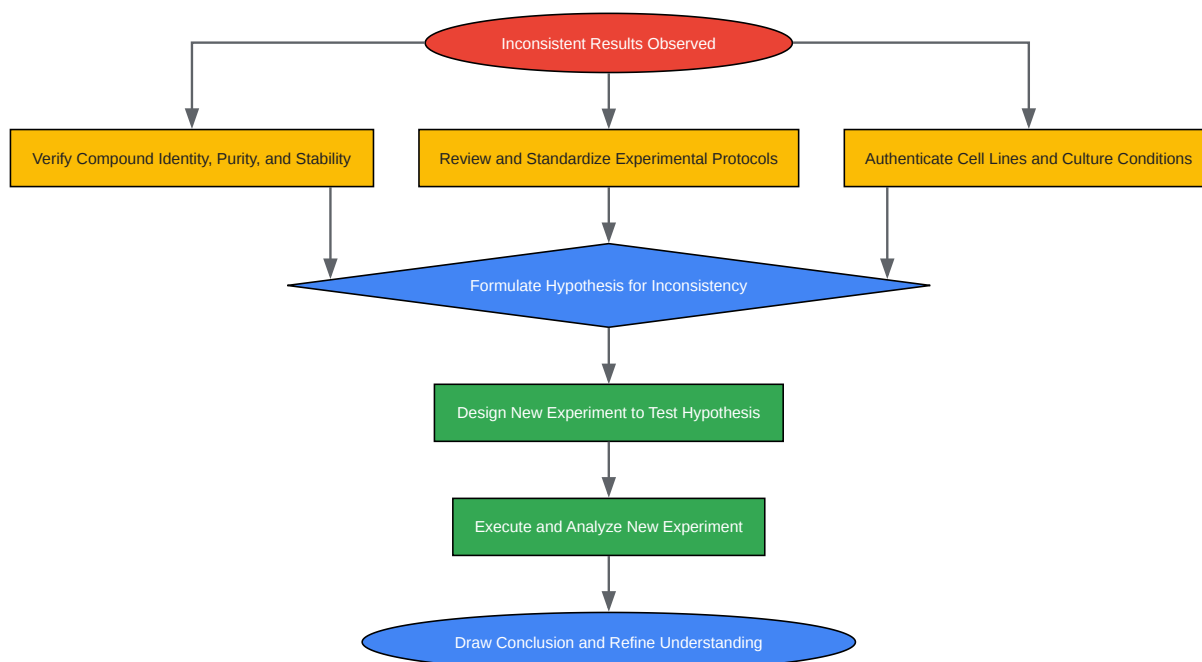 Inconsistent Results Observed
Verify Compound Identity, Purity, and Stability
Review and Standardize Experimental Protocols
Authenticate Cell Lines and Culture Conditions
Formulate Hypothesis for Inconsistency
Design New Experiment to Test Hypothesis
Execute and Analyze New Experiment
Draw Conclusion and Refine Understanding